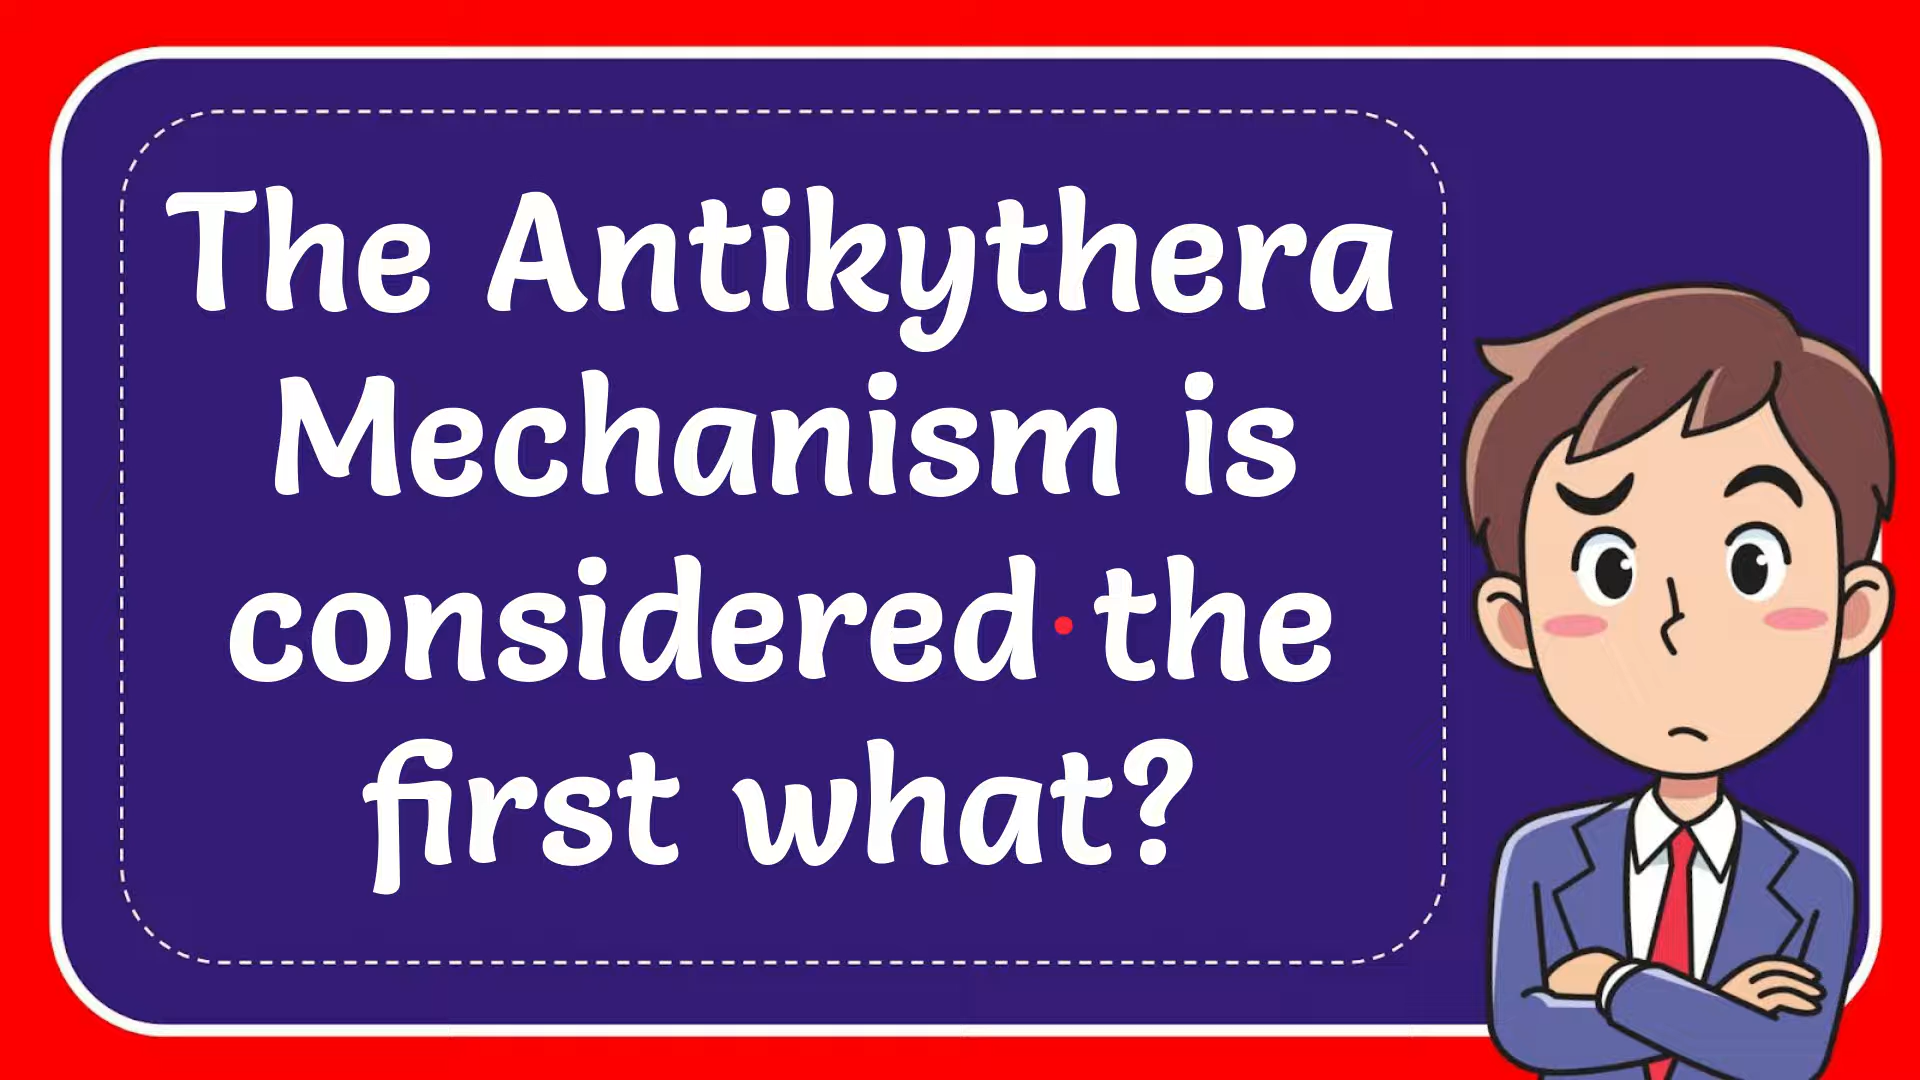 The Antikythera
Mechanism is
considered the
first what?